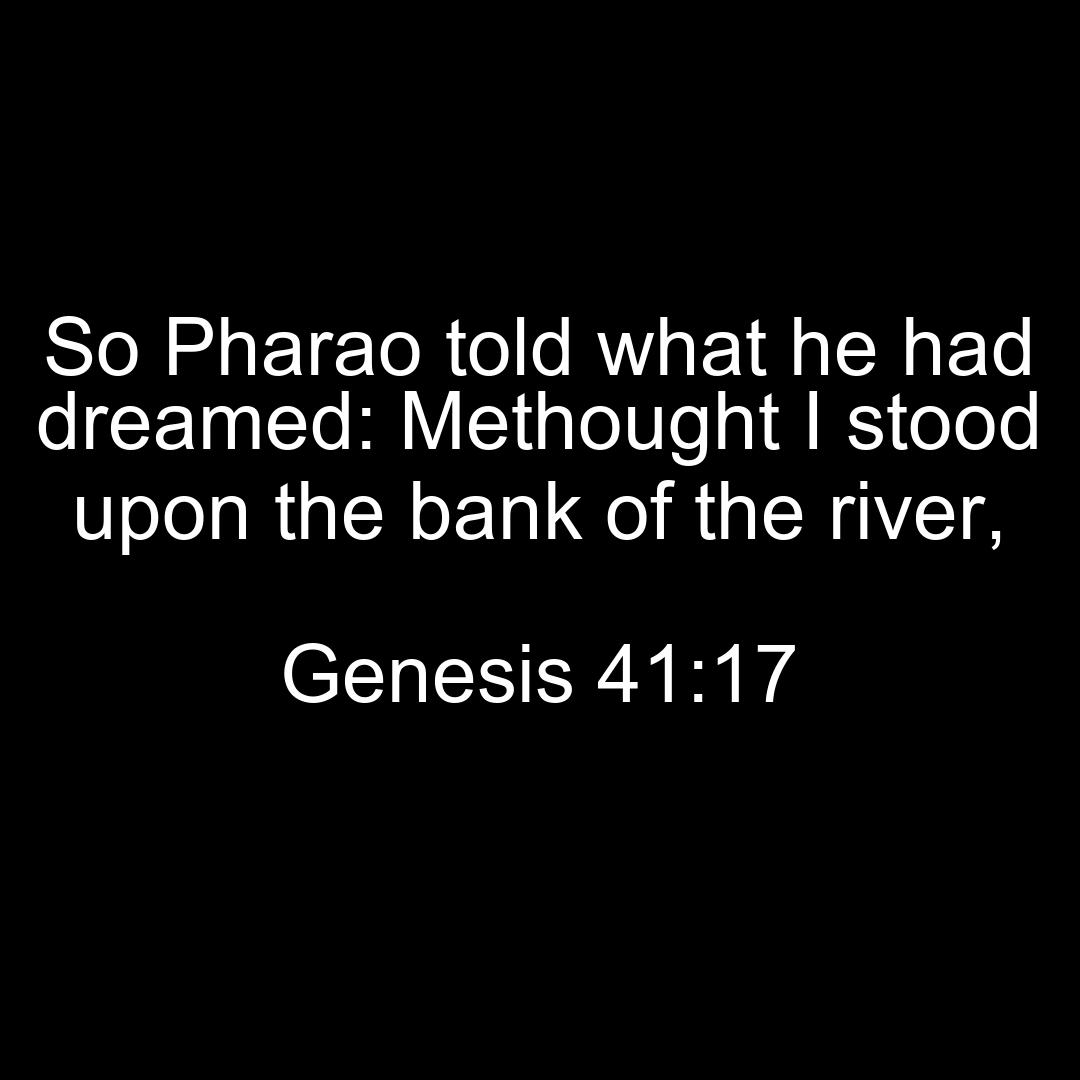 So Pharao told what he had
dreamed: Methought I stood
upon the bank of the river,
Genesis 41:17